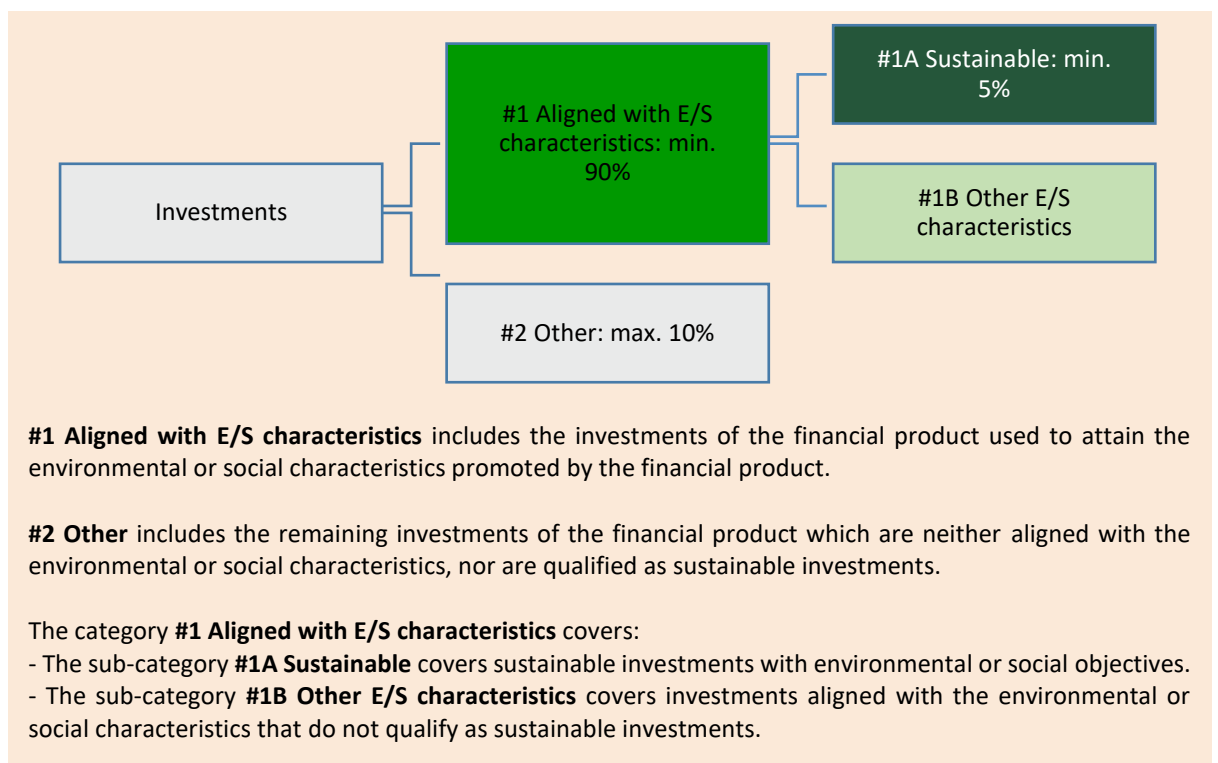 #1A Sustainable: min.
5%
#1 Aligned with E/S
characteristics: min.
90%
Investments
#1B Other E/S
characteristics
#2 Other: max. 10%
#1 Aligned with E/S characteristics includes the investments of the financial product used to attain the
environmental or social characteristics promoted by the financial product.
#2 Other includes the remaining investments of the financial product which are neither aligned with the
environmental or social characteristics, nor are qualified as sustainable investments.
The category #1 Aligned with E/S characteristics covers:
- The sub-category #1A Sustainable covers sustainable investments with environmental or social objectives.
- The sub-category #1B Other E/S characteristics covers investments aligned with the environmental or
social characteristics that do not qualify as sustainable investments.